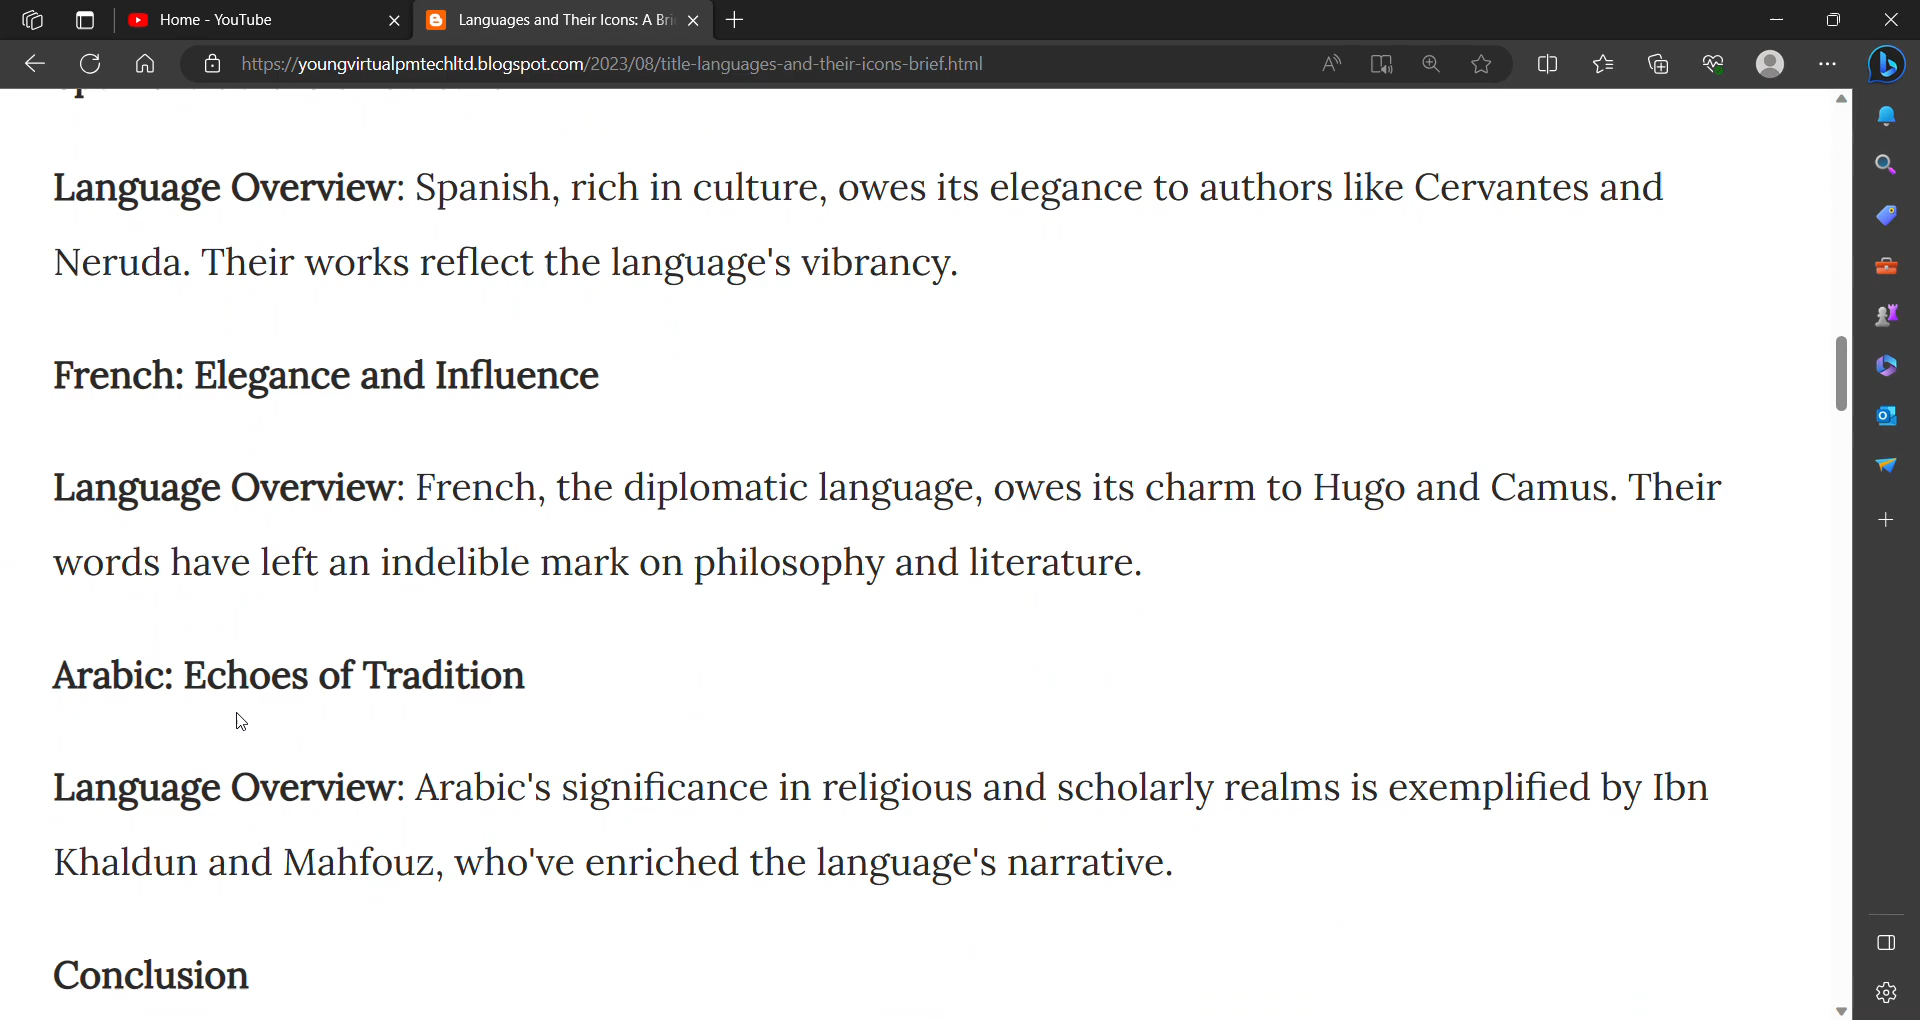 Home - YouTube
Languages and Their Icons: A Bri
https://youngvirtualpmtechltd.blogspot.com/2023/08/title-languages-and-their-icons-brief.html
Language Overview: Spanish, rich in culture, owes its elegance to authors like Cervantes and
Neruda. Their works reflect the language's vibrancy.
French: Elegance and Influence
Language Overview: French, the diplomatic language, owes its charm to Hugo and Camus. Their
words have left an indelible mark on philosophy and literature.
Arabic: Echoes of Tradition
Language Overview: Arabic's significance in religious and scholarly realms is exemplified by Ibn
Khaldun and Mahfouz, who've enriched the language's narrative.
Conclusion